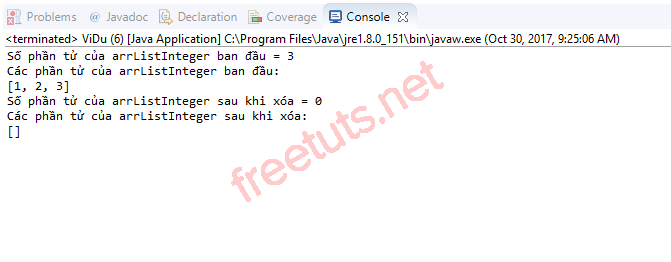 Problems @ Javadoc Declaration Coverage Console
<terminated> ViDu (6) [Java Application] C:\Program Files\Java\jre1.8.0_151\bin\javaw.exe (Oct 30, 2017, 9:25:06 AM)
Số phần tử của arrListInteger ban đầu = 3
Các phần tử của arrListInteger ban đầu:
[1, 2, 3]
Số phần tử của arrListInteger sau khi xóa = 0
Các phần tử của arrListInteger sau khi xóa:
[]
freetuts.net